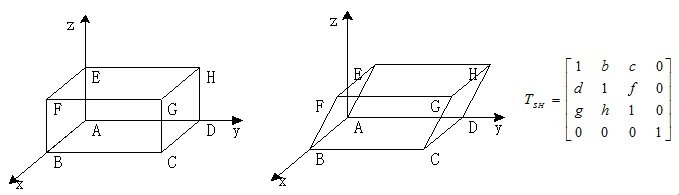 z
E
H
F
G
A
D
y
B
C
x
z
E
H
F
G
A
D
y
B
C
x
T_SH =
1 b c 0
d 1 f 0
g h 1 0
0 0 0 1